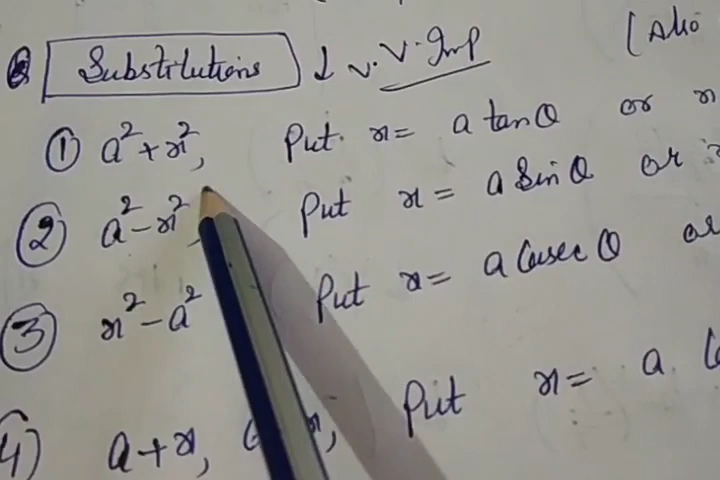 Substitutions ↓ v.v.Imp (Also
① a²+x², Put x = a tanθ or x
② a²-x², Put x = a Sinθ or
③ x²-a² Put x = a Cosecθ or
④ a+x, Put x = a